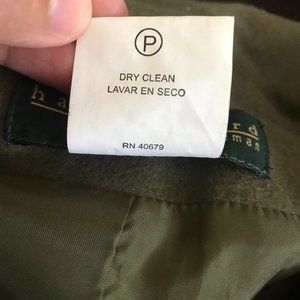 P
DRY CLEAN
LAVAR EN SECO
RN 40679